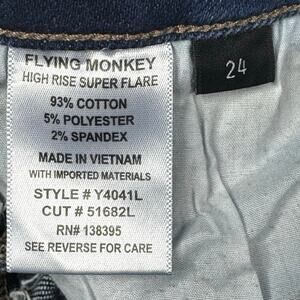 FLYING MONKEY
HIGH RISE SUPER FLARE
93% COTTON
5% POLYESTER
2% SPANDEX
MADE IN VIETNAM
WITH IMPORTED MATERIALS
STYLE # Y4041L
CUT # 51682L
RN# 138395
SEE REVERSE FOR CARE
24